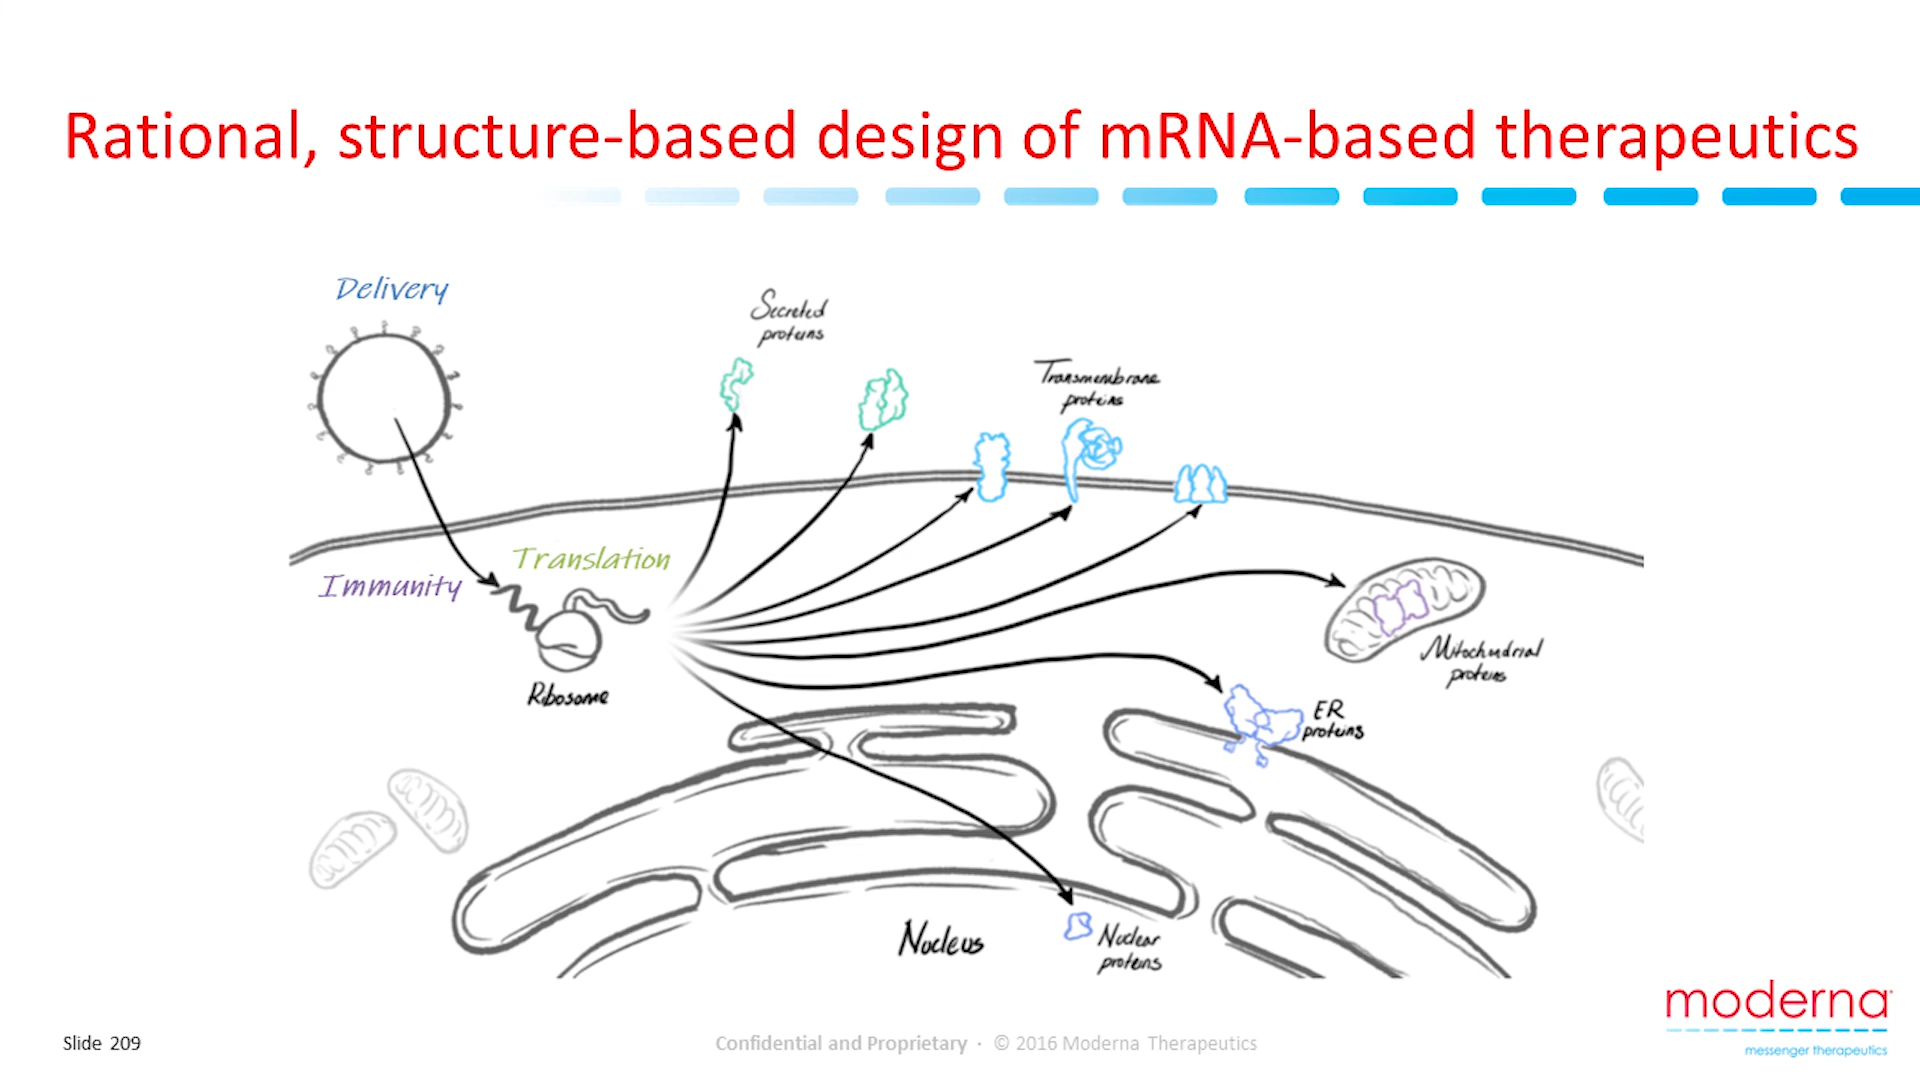 Rational, structure-based design of mRNA-based therapeutics
Delivery
Secreted
proteins
Transmembrane
proteins
Translation
Immunity
Ribosome
Mitochndrial
proteins
ER
proteins
Nucleus
Nuclear
proteins
Slide 209
Confidential and Proprietary · © 2016 Moderna Therapeutics
moderna
messenger therapeutics